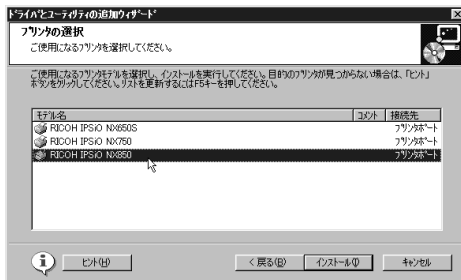 ﾄﾞﾗｲﾊﾞとﾕｰﾃｨﾘﾃｨの追加ｳｨｻﾞｰﾄﾞ
ﾌﾟﾘﾝﾀの選択
ご使用になるﾌﾟﾘﾝﾀを選択してください。
ご使用になるﾌﾟﾘﾝﾀﾓﾃﾞﾙを選択し、ｲﾝｽﾄｰﾙを実行してください。目的のﾌﾟﾘﾝﾀが見つからない場合は、「ﾋﾝﾄ」
ﾎﾞﾀﾝをｸﾘｯｸしてください。ﾘｽﾄを更新するにはF5ｷｰを押してください。
ﾓﾃﾞﾙ名 ｺﾒﾝﾄ 接続先
RICOH IPSiO NX650S ﾌﾟﾘﾝﾀﾎﾟｰﾄ
RICOH IPSiO NX750 ﾌﾟﾘﾝﾀﾎﾟｰﾄ
RICOH IPSiO NX850 ﾌﾟﾘﾝﾀﾎﾟｰﾄ
ﾋﾝﾄ(H) < 戻る(B) ｲﾝｽﾄｰﾙ(I) ｷｬﾝｾﾙ